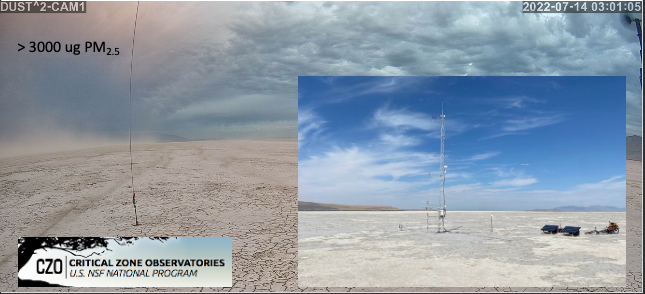 DUST^2-CAM1
2022-07-14 03:01:05
> 3000 ug PM2.5
CZO | CRITICAL ZONE OBSERVATORIES
U.S. NSF NATIONAL PROGRAM